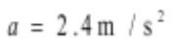 a = 2.4 m / s²